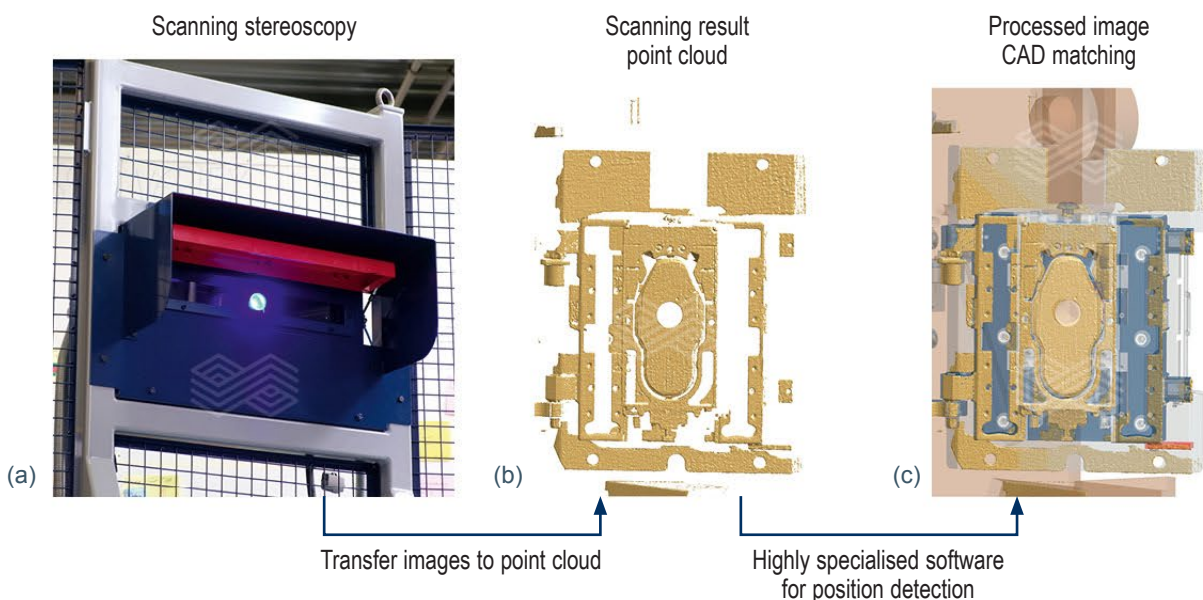 Scanning stereoscopy
Scanning result
point cloud
Processed image
CAD matching
(a)
(b)
(c)
Transfer images to point cloud
Highly specialised software
for position detection